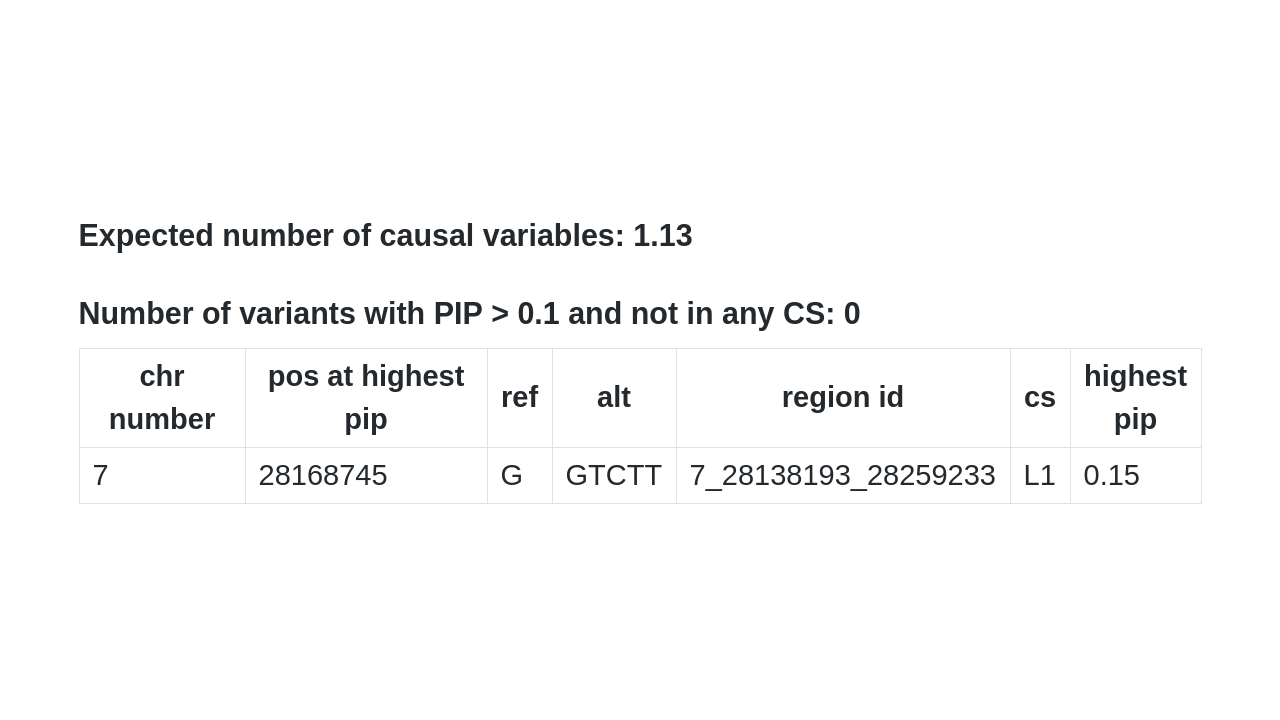 Expected number of causal variables: 1.13
Number of variants with PIP > 0.1 and not in any CS: 0
chr number pos at highest pip ref alt region id cs highest pip
7 28168745 G GTCTT 7_28138193_28259233 L1 0.15